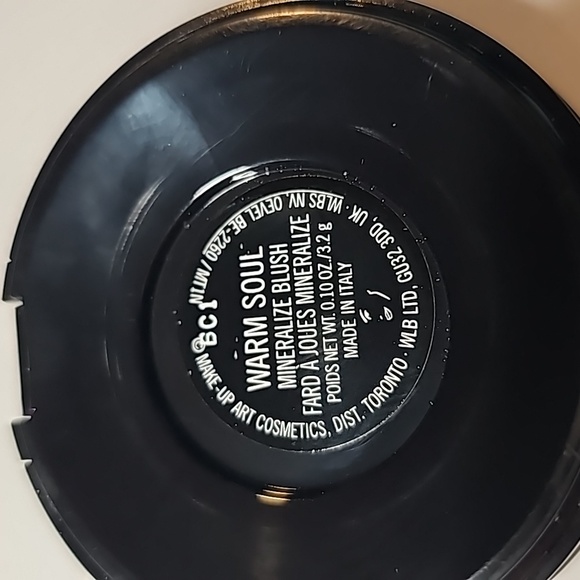 WARM SOUL
MINERALIZE BLUSH
FARD À JOUES MINERALIZE
POIDS NET WT. 0.10 OZ./3.2 g
MADE IN ITALY
MAKE-UP ART COSMETICS, DIST. TORONTO · WLB LTD, GU32 3DD, UK · WLBS NV, OEVEL BE-2260 / MTJN